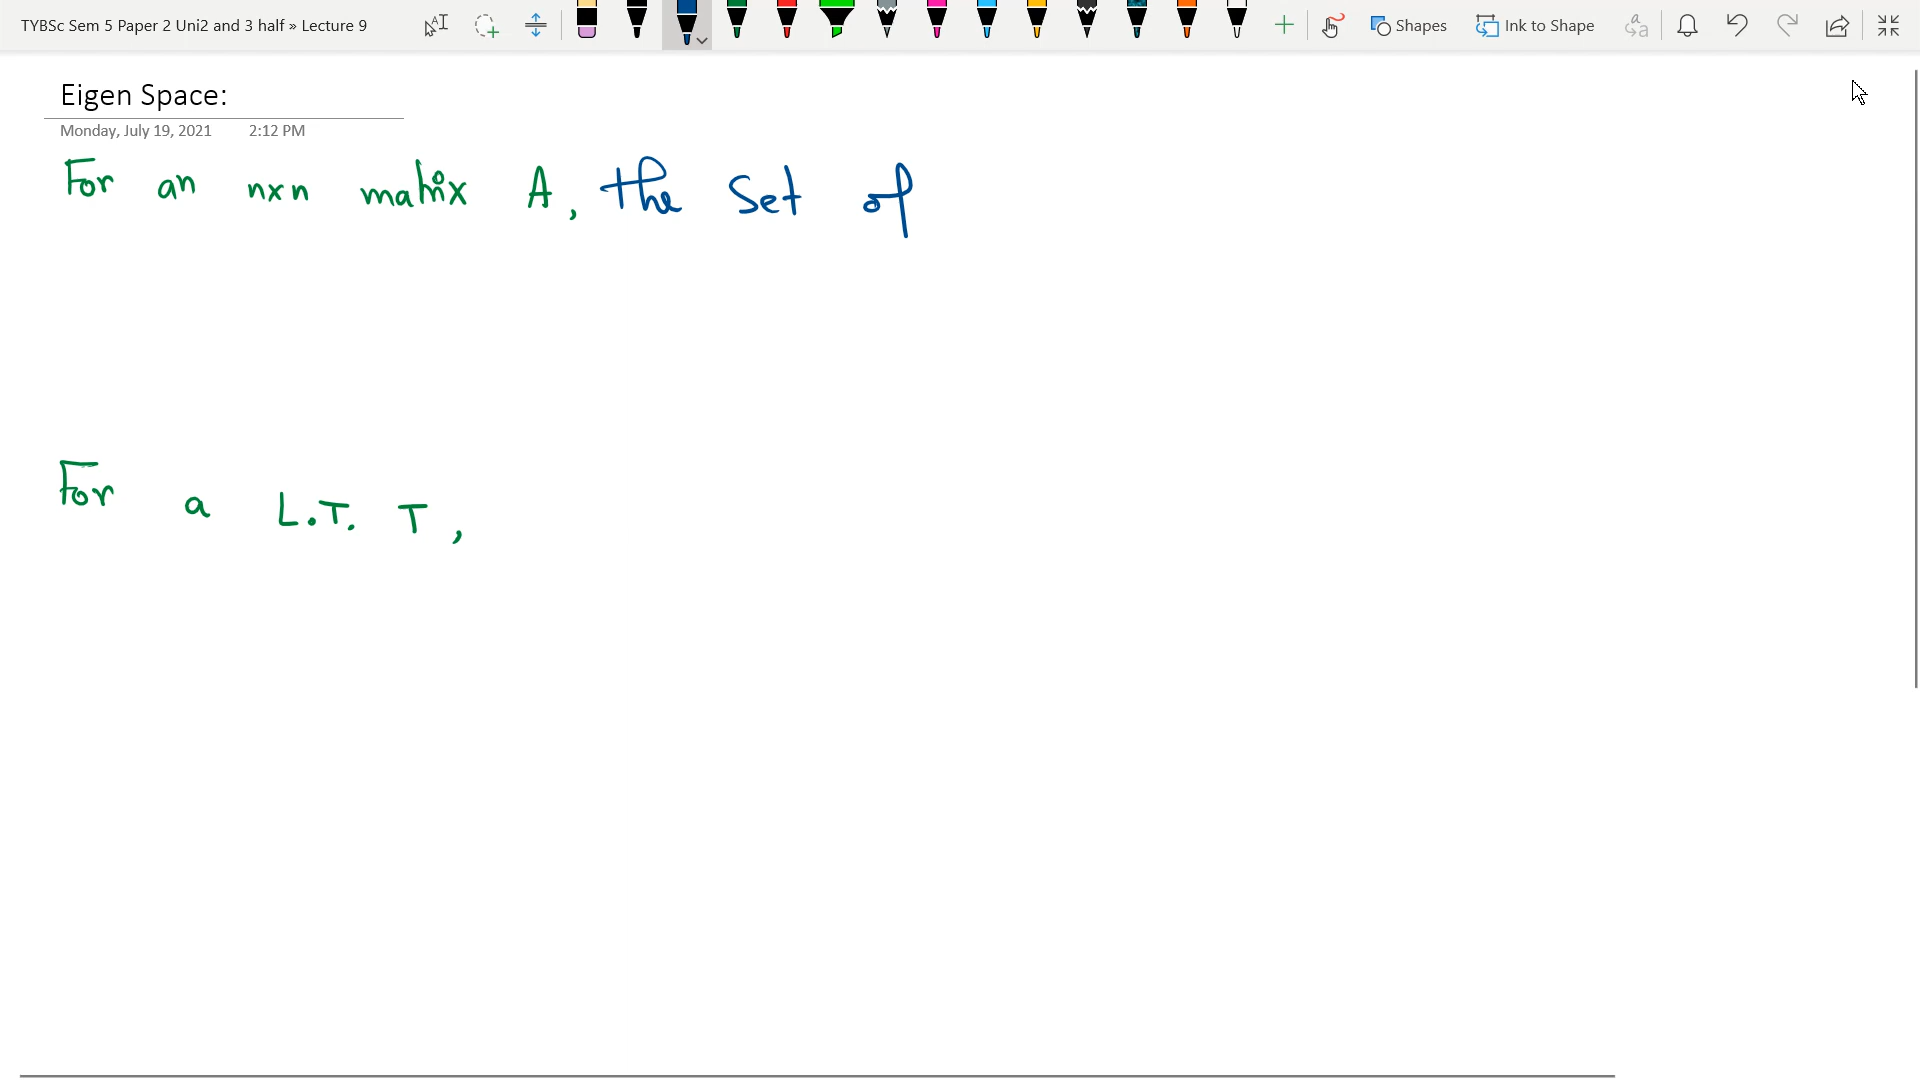 TYBSc Sem 5 Paper 2 Uni2 and 3 half » Lecture 9
Shapes
Ink to Shape
Eigen Space:
Monday, July 19, 2021 2:12 PM
For an nxn matrix A, the Set of
For a L.T. T,